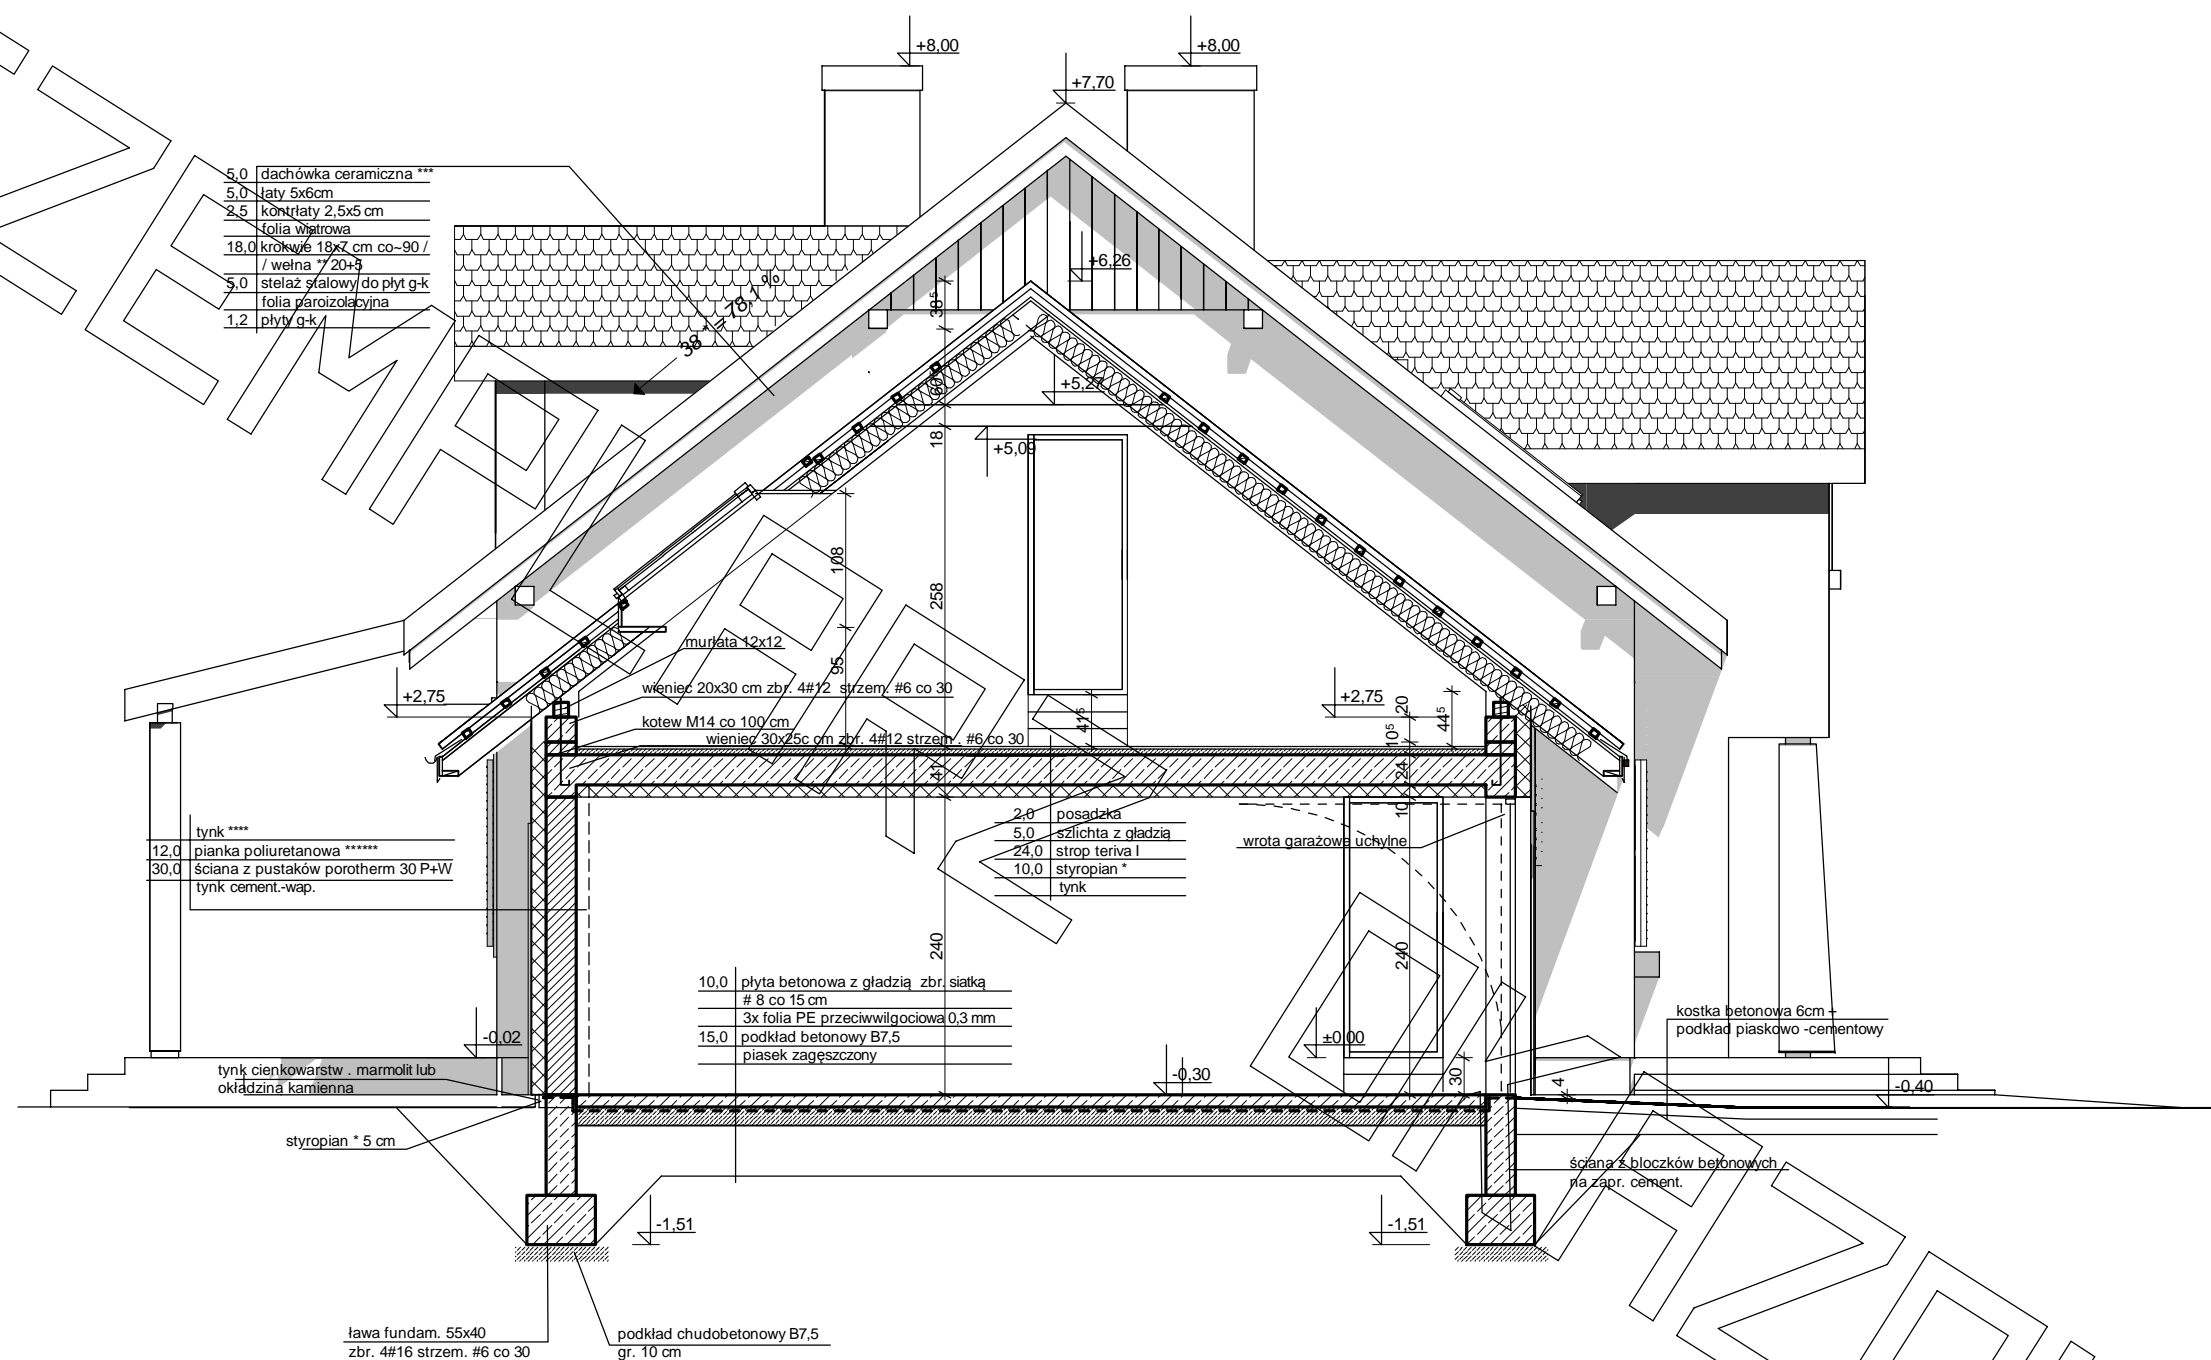 +8,00
+8,00
+7,70
5,0 dachówka ceramiczna ***
5,0 łaty 5x6cm
2,5 kontrłaty 2,5x5 cm
folia wiatrowa
18,0 krokwie 18x7 cm co~90 /
/ wełna ** 20+5
5,0 stelaż stalowy do płyt g-k
folia paroizolacyjna
1,2 płyty g-k
38° = 78,1 %
+6,26
38⁵
+5,27
18
+5,09
108
258
95
murłata 12x12
wieniec 20x30 cm zbr. 4#12 strzem. #6 co 30
kotew M14 co 100 cm
wieniec 30x25c cm zbr. 4#12 strzem. #6 co 30
+2,75
+2,75
20
10⁵
44⁵
41⁵
41
24
10
2,0 posadzka
5,0 szlichta z gładzią
24,0 strop teriva I
10,0 styropian *
tynk
wrota garażowe uchylne
tynk ****
12,0 pianka poliuretanowa ******
30,0 ściana z pustaków porotherm 30 P+W
tynk cement.-wap.
240
240
10,0 płyta betonowa z gładzią zbr. siatką
# 8 co 15 cm
3x folia PE przeciwwilgociowa 0,3 mm
15,0 podkład betonowy B7,5
piasek zagęszczony
kostka betonowa 6cm +
podkład piaskowo -cementowy
-0,02
±0,00
-0,30
30
4
-0,40
tynk cienkowarstw . marmolit lub
okładzina kamienna
styropian * 5 cm
ściana z bloczków betonowych
na zapr. cement.
-1,51
-1,51
ława fundam. 55x40
zbr. 4#16 strzem. #6 co 30
podkład chudobetonowy B7,5
gr. 10 cm